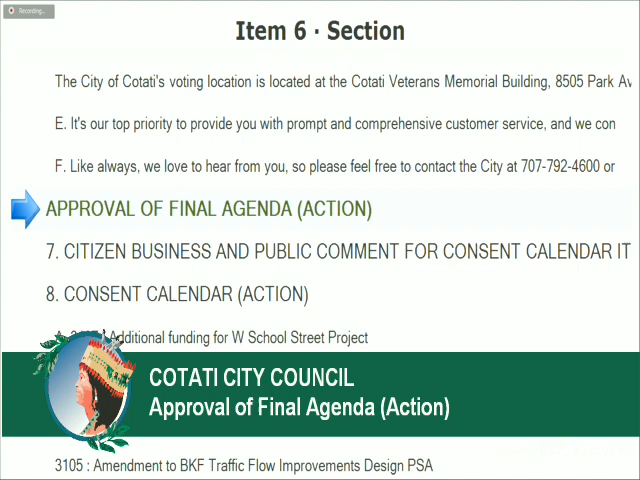 Recording...
Item 6 · Section
The City of Cotati's voting location is located at the Cotati Veterans Memorial Building, 8505 Park Av
E. It's our top priority to provide you with prompt and comprehensive customer service, and we con
F. Like always, we love to hear from you, so please feel free to contact the City at 707-792-4600 or
APPROVAL OF FINAL AGENDA (ACTION)
7. CITIZEN BUSINESS AND PUBLIC COMMENT FOR CONSENT CALENDAR IT
8. CONSENT CALENDAR (ACTION)
Additional funding for W School Street Project
COTATI CITY COUNCIL
Approval of Final Agenda (Action)
3105 : Amendment to BKF Traffic Flow Improvements Design PSA